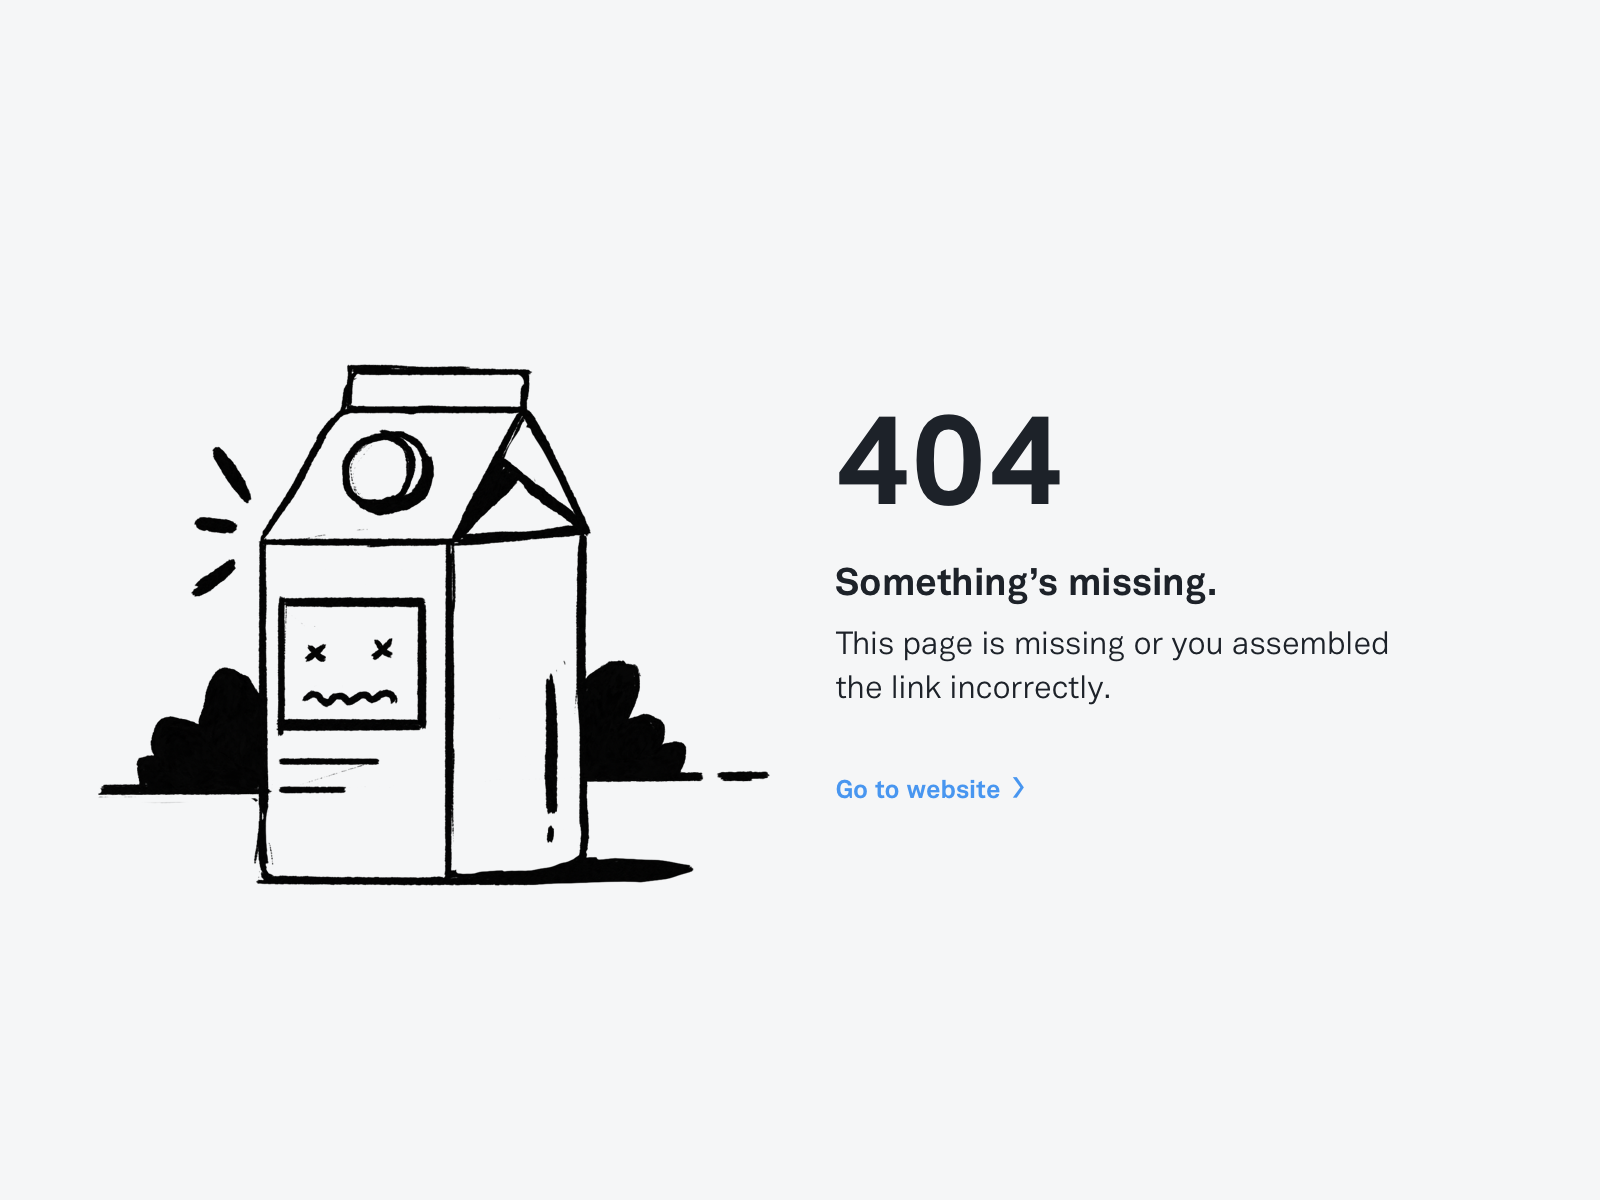 404
Something’s missing.
This page is missing or you assembled
the link incorrectly.
Go to website